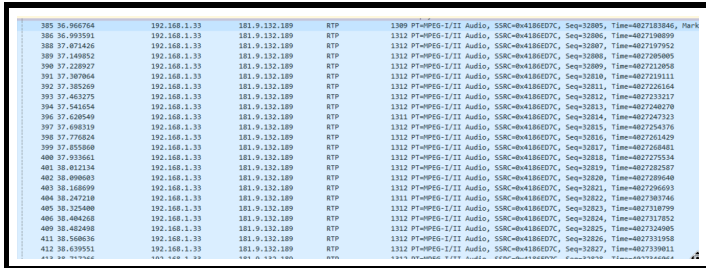 385 36.966764 192.168.1.33 181.9.132.189 RTP 1309 PT=MPEG-I/II Audio, SSRC=0x4186ED7C, Seq=32805, Time=4027183846, Mark
386 36.993591 192.168.1.33 181.9.132.189 RTP 1312 PT=MPEG-I/II Audio, SSRC=0x4186ED7C, Seq=32806, Time=4027190899
388 37.071426 192.168.1.33 181.9.132.189 RTP 1312 PT=MPEG-I/II Audio, SSRC=0x4186ED7C, Seq=32807, Time=4027197952
389 37.149852 192.168.1.33 181.9.132.189 RTP 1312 PT=MPEG-I/II Audio, SSRC=0x4186ED7C, Seq=32808, Time=4027205005
390 37.228927 192.168.1.33 181.9.132.189 RTP 1312 PT=MPEG-I/II Audio, SSRC=0x4186ED7C, Seq=32809, Time=4027212058
391 37.307064 192.168.1.33 181.9.132.189 RTP 1312 PT=MPEG-I/II Audio, SSRC=0x4186ED7C, Seq=32810, Time=4027219111
392 37.385269 192.168.1.33 181.9.132.189 RTP 1312 PT=MPEG-I/II Audio, SSRC=0x4186ED7C, Seq=32811, Time=4027226164
393 37.463275 192.168.1.33 181.9.132.189 RTP 1312 PT=MPEG-I/II Audio, SSRC=0x4186ED7C, Seq=32812, Time=4027233217
394 37.541654 192.168.1.33 181.9.132.189 RTP 1312 PT=MPEG-I/II Audio, SSRC=0x4186ED7C, Seq=32813, Time=4027240270
396 37.620549 192.168.1.33 181.9.132.189 RTP 1311 PT=MPEG-I/II Audio, SSRC=0x4186ED7C, Seq=32814, Time=4027247323
397 37.698319 192.168.1.33 181.9.132.189 RTP 1312 PT=MPEG-I/II Audio, SSRC=0x4186ED7C, Seq=32815, Time=4027254376
398 37.776824 192.168.1.33 181.9.132.189 RTP 1312 PT=MPEG-I/II Audio, SSRC=0x4186ED7C, Seq=32816, Time=4027261429
399 37.855860 192.168.1.33 181.9.132.189 RTP 1312 PT=MPEG-I/II Audio, SSRC=0x4186ED7C, Seq=32817, Time=4027268481
400 37.933661 192.168.1.33 181.9.132.189 RTP 1312 PT=MPEG-I/II Audio, SSRC=0x4186ED7C, Seq=32818, Time=4027275534
401 38.012134 192.168.1.33 181.9.132.189 RTP 1312 PT=MPEG-I/II Audio, SSRC=0x4186ED7C, Seq=32819, Time=4027282587
402 38.090603 192.168.1.33 181.9.132.189 RTP 1312 PT=MPEG-I/II Audio, SSRC=0x4186ED7C, Seq=32820, Time=4027289640
403 38.168699 192.168.1.33 181.9.132.189 RTP 1312 PT=MPEG-I/II Audio, SSRC=0x4186ED7C, Seq=32821, Time=4027296693
404 38.247210 192.168.1.33 181.9.132.189 RTP 1311 PT=MPEG-I/II Audio, SSRC=0x4186ED7C, Seq=32822, Time=4027303746
405 38.325400 192.168.1.33 181.9.132.189 RTP 1312 PT=MPEG-I/II Audio, SSRC=0x4186ED7C, Seq=32823, Time=4027310799
406 38.404268 192.168.1.33 181.9.132.189 RTP 1312 PT=MPEG-I/II Audio, SSRC=0x4186ED7C, Seq=32824, Time=4027317852
409 38.482498 192.168.1.33 181.9.132.189 RTP 1312 PT=MPEG-I/II Audio, SSRC=0x4186ED7C, Seq=32825, Time=4027324905
411 38.560636 192.168.1.33 181.9.132.189 RTP 1312 PT=MPEG-I/II Audio, SSRC=0x4186ED7C, Seq=32826, Time=4027331958
412 38.639551 192.168.1.33 181.9.132.189 RTP 1312 PT=MPEG-I/II Audio, SSRC=0x4186ED7C, Seq=32827, Time=4027339011